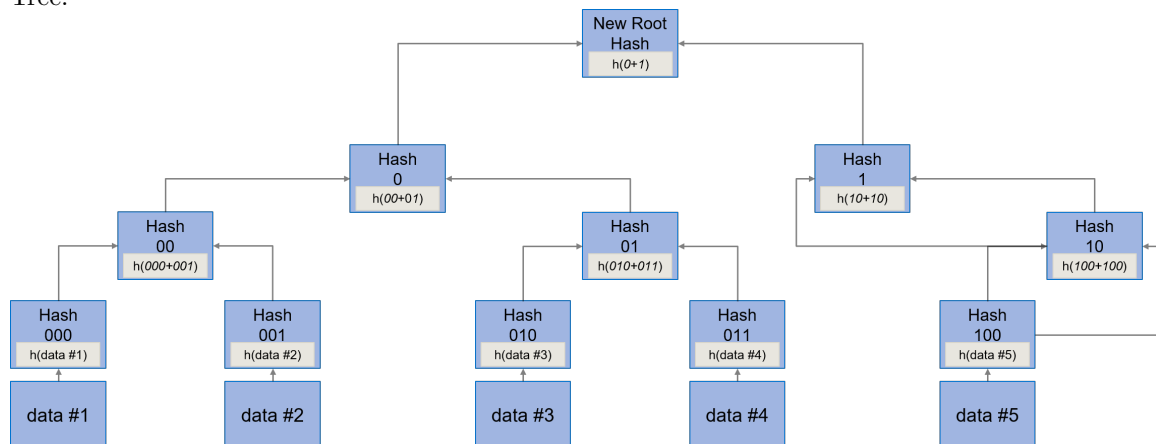 Tree.
New Root
Hash
h(0+1)
Hash
0
h(00+01)
Hash
1
h(10+10)
Hash
00
h(000+001)
Hash
01
h(010+011)
Hash
10
h(100+100)
Hash
000
h(data #1)
Hash
001
h(data #2)
Hash
010
h(data #3)
Hash
011
h(data #4)
Hash
100
h(data #5)
data #1
data #2
data #3
data #4
data #5